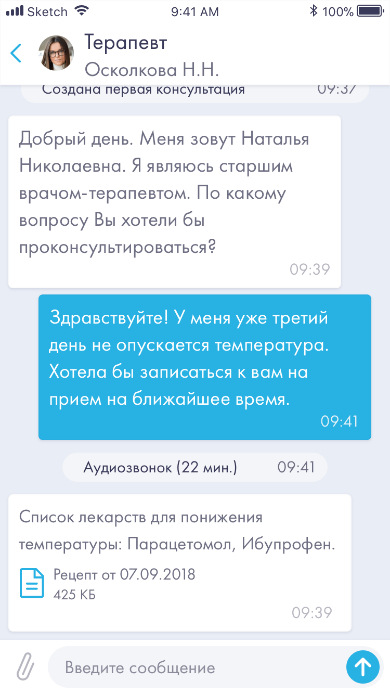 Sketch 9:41 AM 100%
Терапевт
Осколкова Н.Н.
Создана первая консультация 09:37
Добрый день. Меня зовут Наталья
Николаевна. Я являюсь старшим
врачом-терапевтом. По какому
вопросу Вы хотели бы
проконсультироваться?
09:39
Здравствуйте! У меня уже третий
день не опускается температура.
Хотела бы записаться к вам на
прием на ближайшее время.
09:41
Аудиозвонок (22 мин.) 09:41
Список лекарств для понижения
температуры: Парацетомол, Ибупрофен.
Рецепт от 07.09.2018
425 КБ
09:39
Введите сообщение